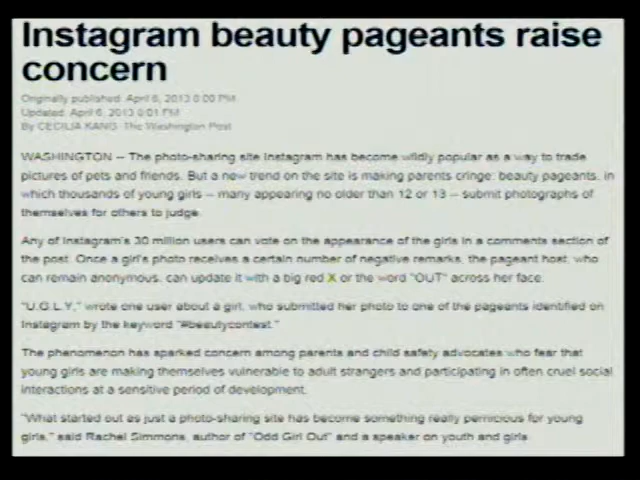 Instagram beauty pageants raise
concern
Originally published: April 6, 2013 0:00 PM
Updated: April 6, 2013 0:01 PM
By CECILIA KANG The Washington Post
WASHINGTON -- The photo-sharing site Instagram has become wildly popular as a way to trade
pictures of pets and friends. But a new trend on the site is making parents cringe: beauty pageants, in
which thousands of young girls -- many appearing no older than 12 or 13 -- submit photographs of
themselves for others to judge.
Any of Instagram's 30 million users can vote on the appearance of the girls in a comments section of
the post. Once a girl's photo receives a certain number of negative remarks, the pageant host, who
can remain anonymous, can update it with a big red X or the word "OUT" across her face.
"U.G.L.Y," wrote one user about a girl, who submitted her photo to one of the pageants identified on
Instagram by the keyword "#beautycontest."
The phenomenon has sparked concern among parents and child safety advocates who fear that
young girls are making themselves vulnerable to adult strangers and participating in often cruel social
interactions at a sensitive period of development.
"What started out as just a photo-sharing site has become something really pernicious for young
girls," said Rachel Simmons, author of "Odd Girl Out" and a speaker on youth and girls.